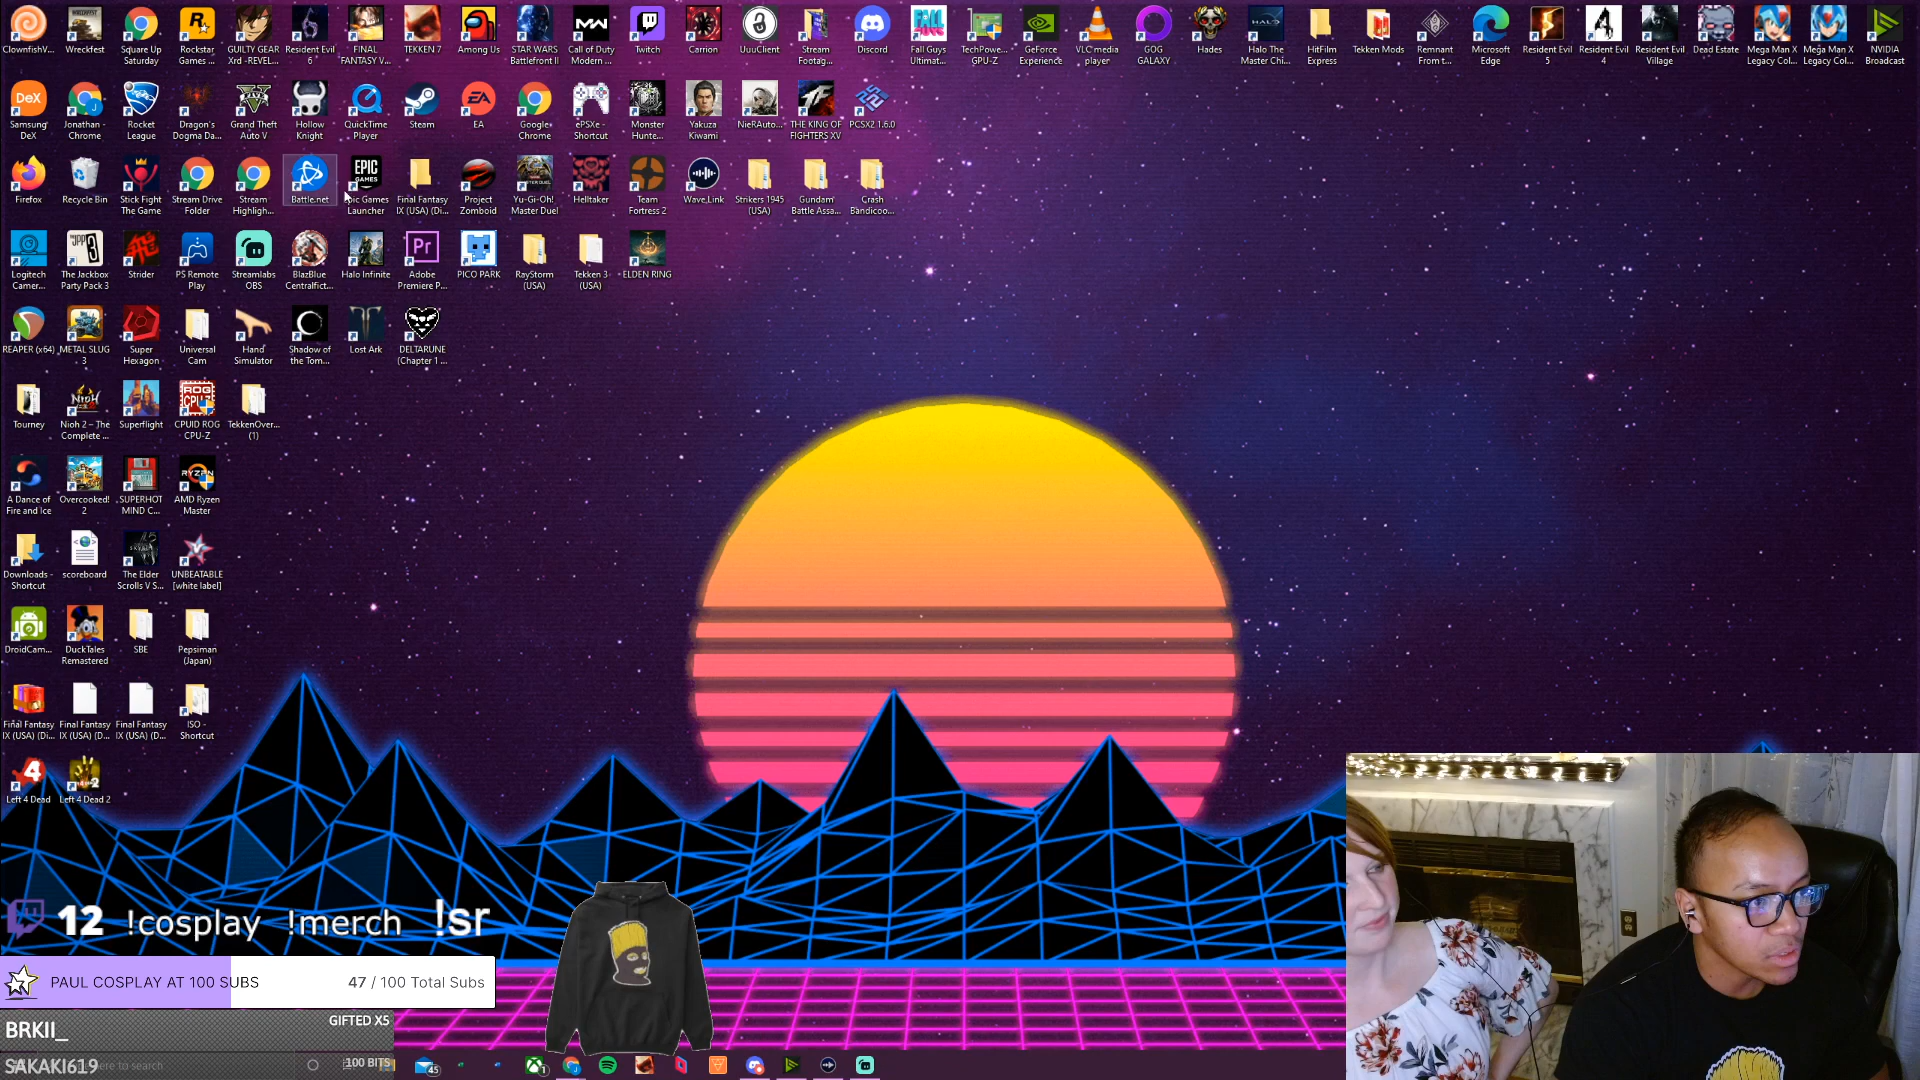 ClownfishV...
Wreckfest
Square Up Saturday
Rockstar Games ...
GUILTY GEAR Xrd -REVEL...
Resident Evil 6
FINAL FANTASY V...
TEKKEN 7
Among Us
STAR WARS Battlefront II
Call of Duty Modern ...
Twitch
Carrion
UuuClient
Stream Footag...
Discord
Fall Guys Ultimat...
TechPowe... GPU-Z
GeForce Experience
VLC media player
GOG GALAXY
Hades
Halo The Master Chi...
HitFilm Express
Tekken Mods
Remnant From t...
Microsoft Edge
Resident Evil 5
Resident Evil 4
Resident Evil Village
Dead Estate
Mega Man X Legacy Col...
Mega Man X Legacy Col...
NVIDIA Broadcast
Samsung DeX
Jonathan - Chrome
Rocket League
Dragon's Dogma Da...
Grand Theft Auto V
Hollow Knight
QuickTime Player
Steam
EA
Google Chrome
ePSXe - Shortcut
Monster Hunte...
Yakuza Kiwami
NieRAuto...
THE KING OF FIGHTERS XV
PCSX2.1.6.0
Firefox
Recycle Bin
Stick Fight The Game
Stream Drive Folder
Stream Highligh...
Battle.net
Epic Games Launcher
Final Fantasy IX (USA) (Di...
Project Zomboid
Yu-Gi-Oh! Master Duel
Helltaker
Team Fortress 2
Wave Link
Strikers 1945 (USA)
Gundam Battle Assa...
Crash Bandicoo...
Logitech Camer...
The Jackbox Party Pack 3
Strider
PS Remote Play
Streamlabs OBS
BlazBlue Centralfict...
Halo Infinite
Adobe Premiere P...
PICO PARK
RayStorm (USA)
Tekken 3 (USA)
ELDEN RING
REAPER (x64)
METAL SLUG 3
Super Hexagon
Universal Cam
Hand Simulator
Shadow of the Tom...
Lost Ark
DELTARUNE (Chapter 1 ...
Tourney
Nioh 2 – The Complete ...
Superflight
CPUID ROG CPU-Z
TekkenOver... (1)
A Dance of Fire and Ice
Overcooked! 2
SUPERHOT MIND C...
AMD Ryzen Master
Downloads - Shortcut
scoreboard
The Elder Scrolls V S...
UNBEATABLE [white label]
DroidCam...
DuckTales Remastered
SBE
Pepsiman (Japan)
Final Fantasy IX (USA) (Di...
Final Fantasy IX (USA) (D...
Final Fantasy IX (USA) (D...
ISO - Shortcut
Left 4 Dead
Left 4 Dead 2
12 !cosplay !merch !sr
PAUL COSPLAY AT 100 SUBS 47 / 100 Total Subs
BRKII_ GIFTED X5
SAKAKI619 here to search 100 BITS
45